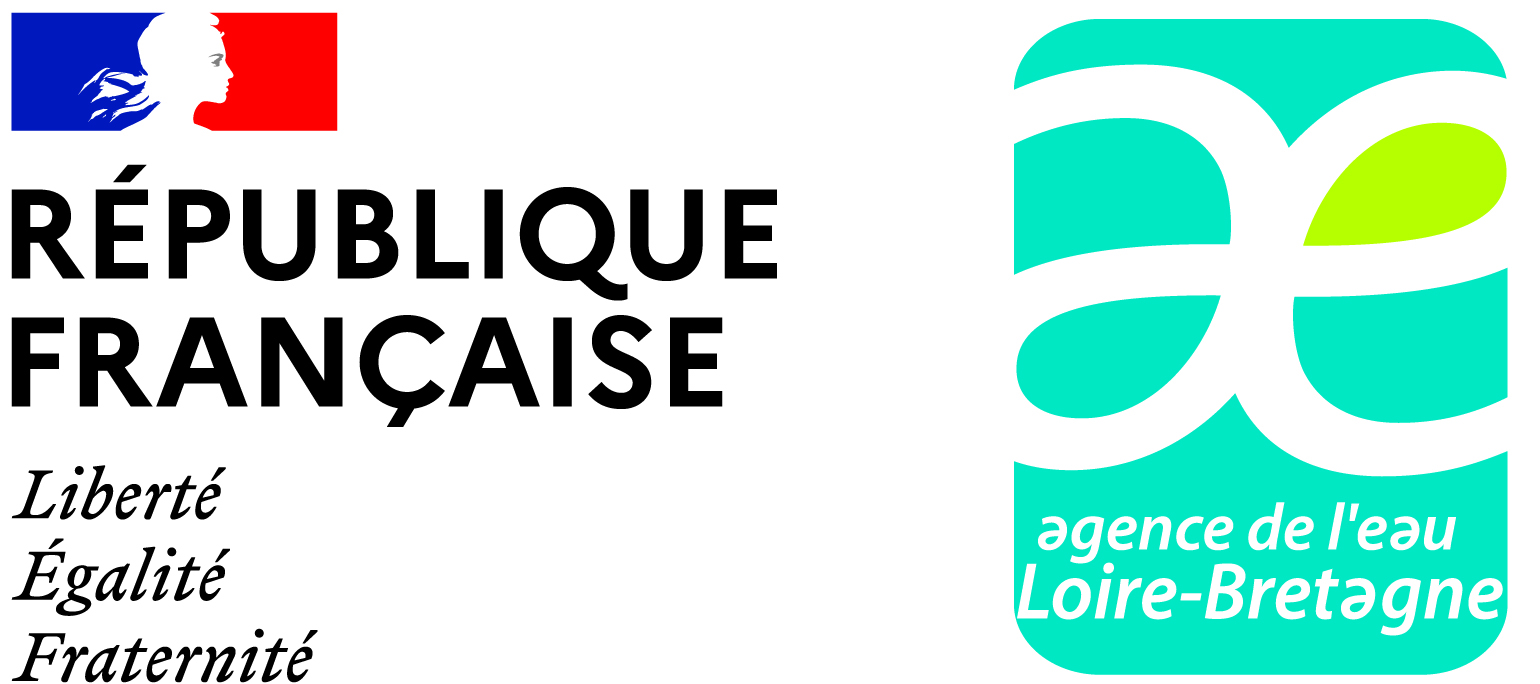 RÉPUBLIQUE
FRANÇAISE
Liberté
Égalité
Fraternité
æ
agence de l'eau
Loire-Bretagne